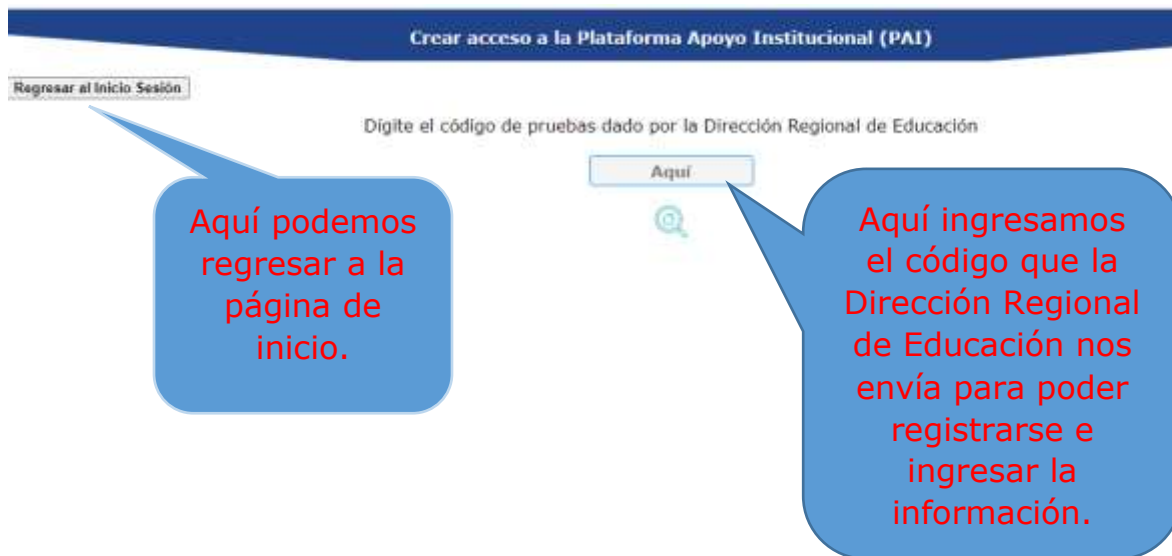 Crear acceso a la Plataforma Apoyo Institucional (PAI)
Regresar al Inicio Sesión
Digite el código de pruebas dado por la Dirección Regional de Educación
Aquí
Aquí podemos
regresar a la
página de
inicio.
Aquí ingresamos
el código que la
Dirección Regional
de Educación nos
envía para poder
registrarse e
ingresar la
información.